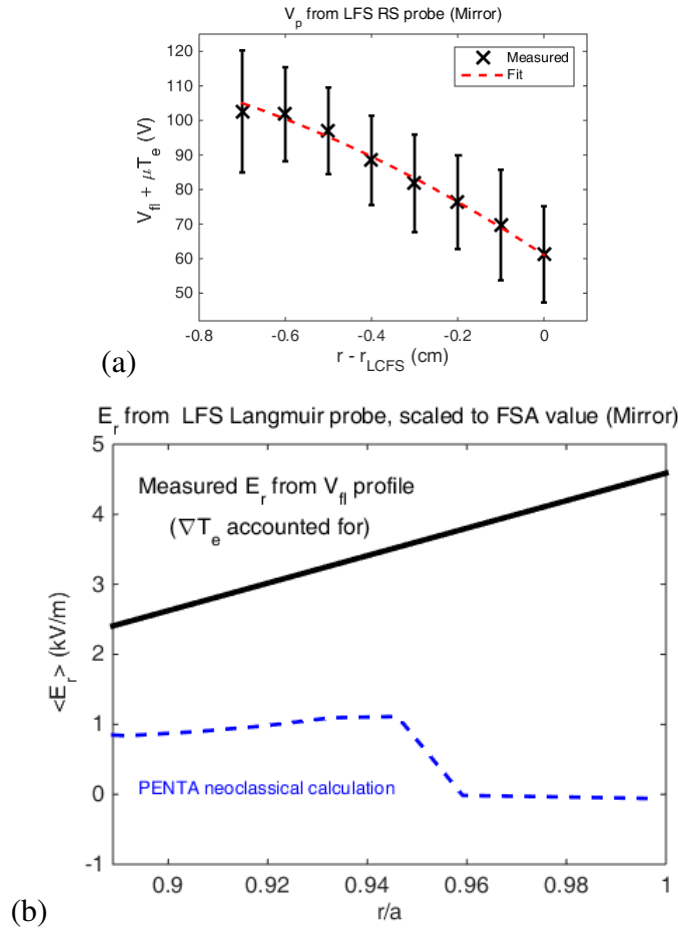 V_p from LFS RS probe (Mirror)
120
110
100
90
80
70
60
50
V_fl + μT_e (V)
Measured
Fit
-0.8 -0.6 -0.4 -0.2 0
r - r_LCFS (cm)
(a)
E_r from LFS Langmuir probe, scaled to FSA value (Mirror)
5
4
3
2
1
0
-1
<E_r> (kV/m)
Measured E_r from V_fl profile
(∇T_e accounted for)
PENTA neoclassical calculation
0.9 0.92 0.94 0.96 0.98 1
r/a
(b)